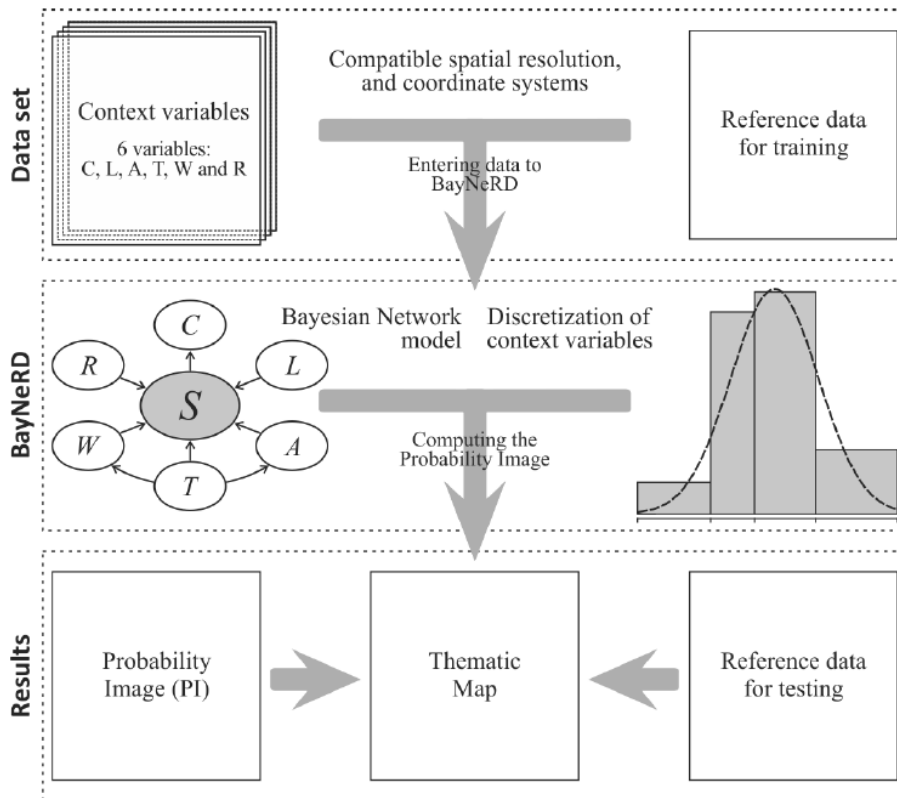 Data set
Context variables
6 variables:
C, L, A, T, W and R
Compatible spatial resolution,
and coordinate systems
Entering data to
BayNeRD
Reference data
for training
BayNeRD
C
R
L
S
W
A
T
Bayesian Network
model
Discretization of
context variables
Computing the
Probability Image
Results
Probability
Image (PI)
Thematic
Map
Reference data
for testing